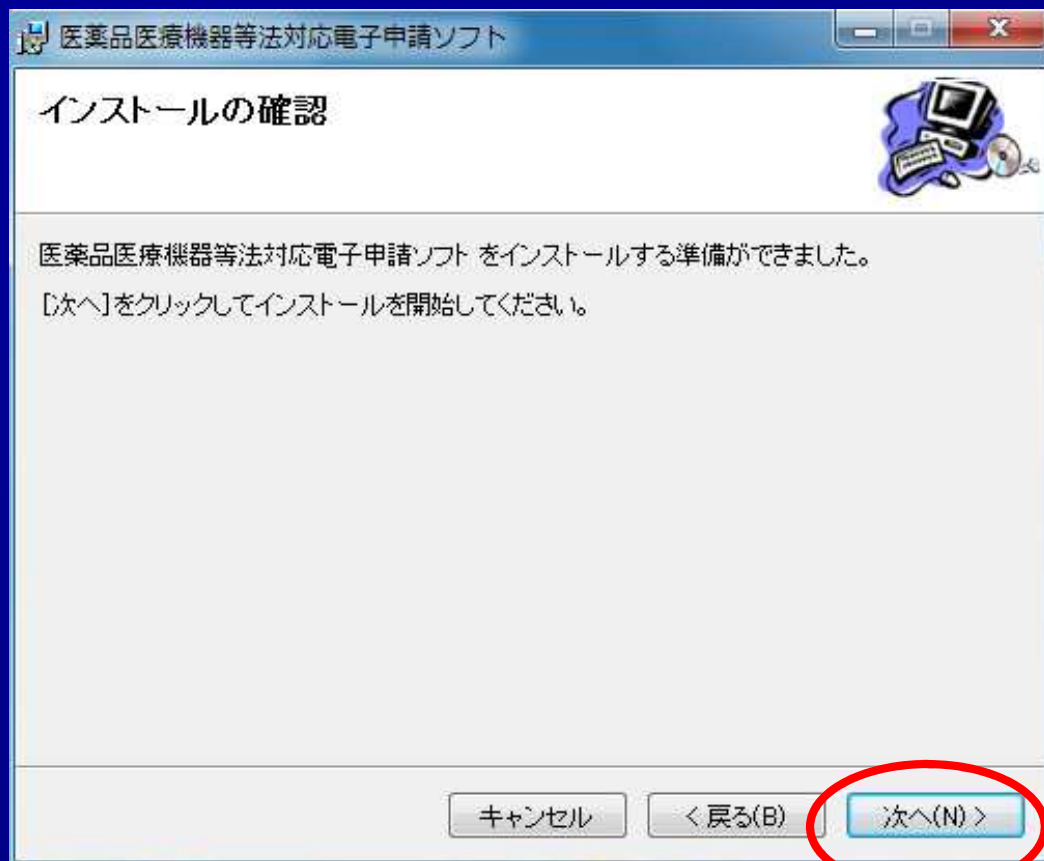 医薬品医療機器等法対応電子申請ソフト
インストールの確認
医薬品医療機器等法対応電子申請ソフト をインストールする準備ができました。
[次へ]をクリックしてインストールを開始してください。
キャンセル
< 戻る(B)
次へ(N) >